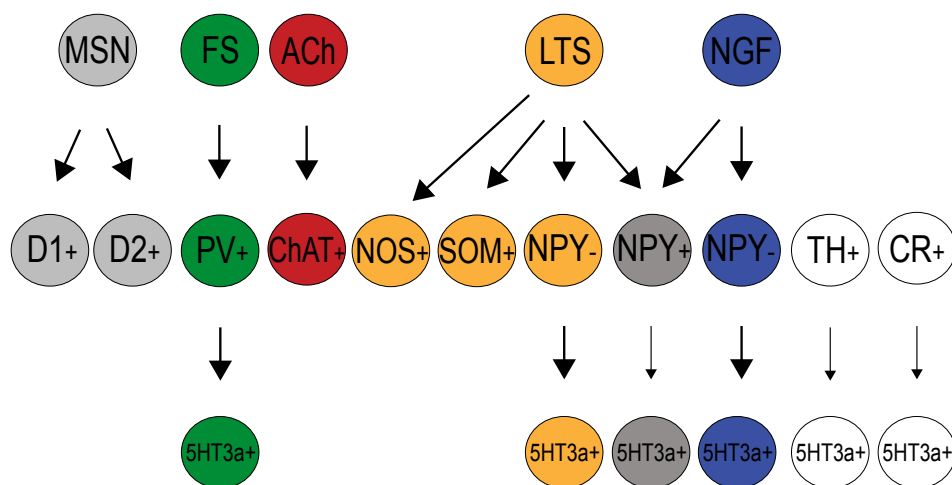 MSN FS ACh LTS NGF
D1+ D2+ PV+ ChAT+ NOS+ SOM+ NPY- NPY+ NPY- TH+ CR+
5HT3a+ 5HT3a+ 5HT3a+ 5HT3a+ 5HT3a+ 5HT3a+